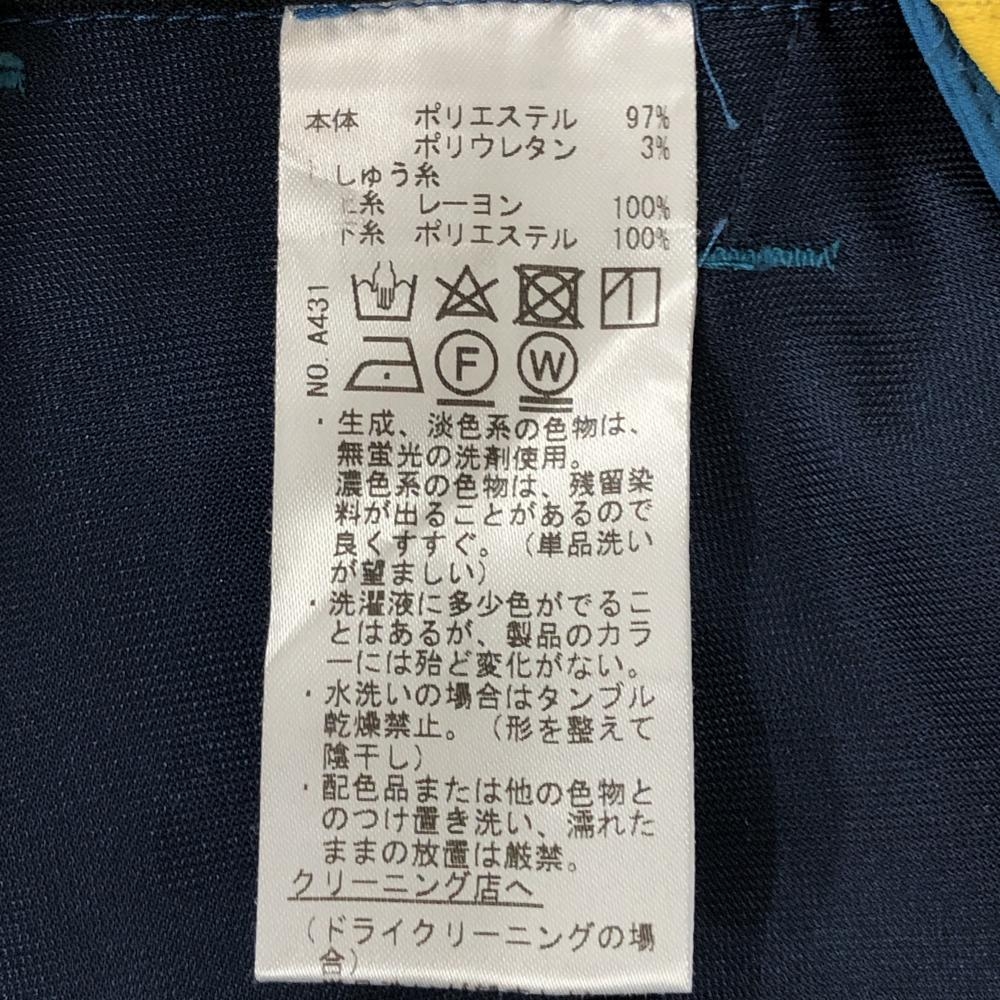 本体 ポリエステル 97%
ポリウレタン 3%
ししゅう糸
上糸 レーヨン 100%
下糸 ポリエステル 100%
NO. A431
F W
・生成、淡色系の色物は、
無蛍光の洗剤使用。
濃色系の色物は、残留染
料が出ることがあるので
良くすすぐ。（単品洗い
が望ましい）
・洗濯液に多少色がでるこ
とはあるが、製品のカラ
ーには殆ど変化がない。
・水洗いの場合はタンブル
乾燥禁止。（形を整えて
陰干し）
・配色品または他の色物と
のつけ置き洗い、濡れた
ままの放置は厳禁。
クリーニング店へ
（ドライクリーニングの場
合）